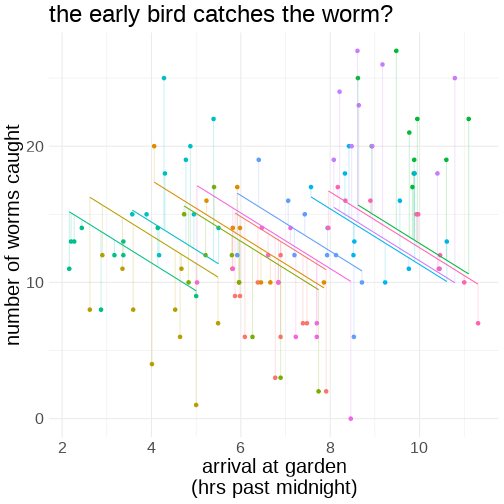 the early bird catches the worm?
number of worms caught
20
10
0
2 4 6 8 10
arrival at garden
(hrs past midnight)